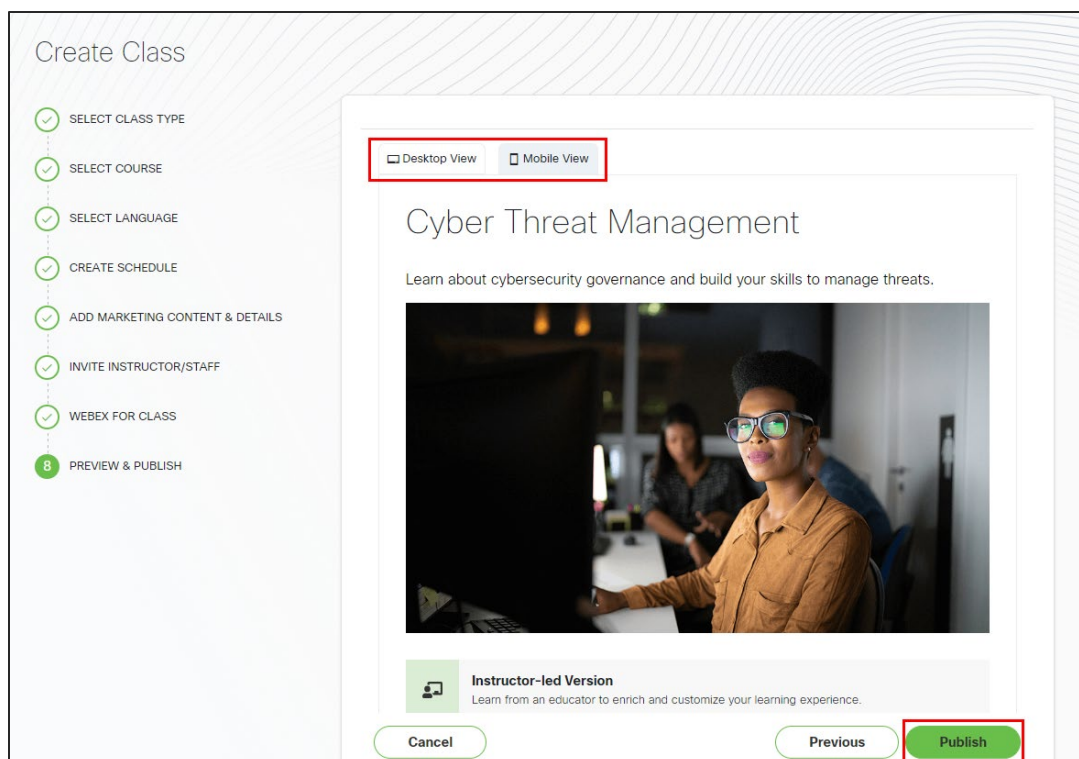 Create Class
SELECT CLASS TYPE
SELECT COURSE
SELECT LANGUAGE
CREATE SCHEDULE
ADD MARKETING CONTENT & DETAILS
INVITE INSTRUCTOR/STAFF
WEBEX FOR CLASS
8 PREVIEW & PUBLISH
Desktop View Mobile View
Cyber Threat Management
Learn about cybersecurity governance and build your skills to manage threats.
Instructor-led Version
Learn from an educator to enrich and customize your learning experience.
Cancel Previous Publish